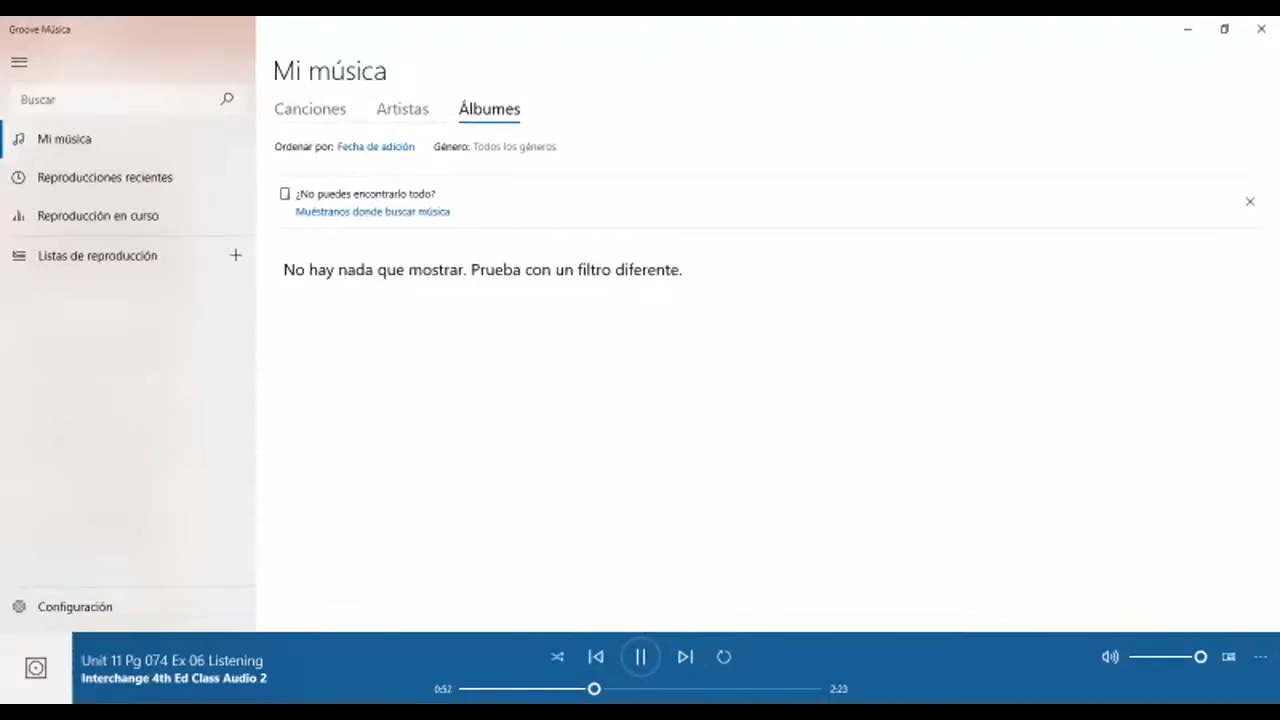 Groove Música
Buscar
Mi música
Reproducciones recientes
Reproducción en curso
Listas de reproducción
Configuración
Mi música
Canciones Artistas Álbumes
Ordenar por: Fecha de adición Género: Todos los géneros
¿No puedes encontrarlo todo?
Muéstranos donde buscar música
No hay nada que mostrar. Prueba con un filtro diferente.
Unit 11 Pg 074 Ex 06 Listening
Interchange 4th Ed Class Audio 2
0:52 2:23